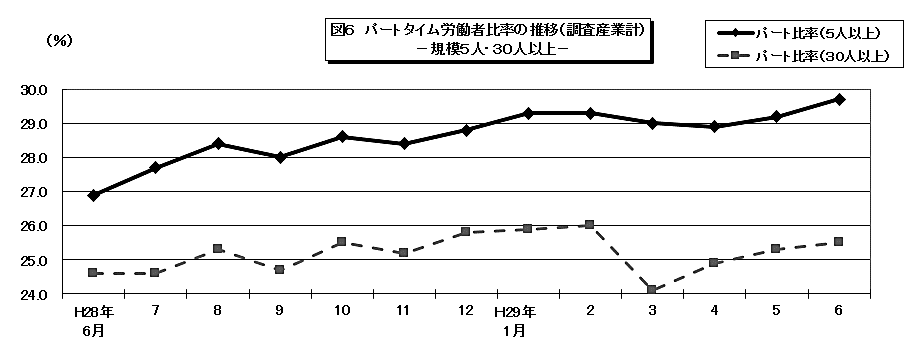 図6 パートタイム労働者比率の推移(調査産業計)
-規模5人・30人以上-
(%)
パート比率(5人以上)
パート比率(30人以上)
30.0
29.0
28.0
27.0
26.0
25.0
24.0
H28年 7 8 9 10 11 12 H29年 2 3 4 5 6
6月 1月